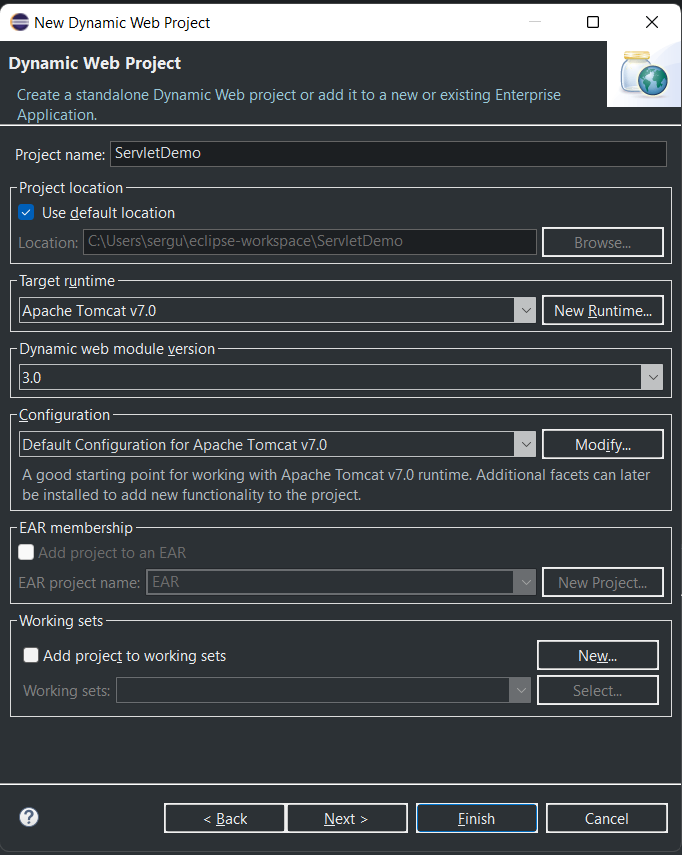 New Dynamic Web Project
Dynamic Web Project
Create a standalone Dynamic Web project or add it to a new or existing Enterprise
Application.
Project name: ServletDemo
Project location
Use default location
Location: C:\Users\sergu\eclipse-workspace\ServletDemo Browse...
Target runtime
Apache Tomcat v7.0 New Runtime...
Dynamic web module version
3.0
Configuration
Default Configuration for Apache Tomcat v7.0 Modify...
A good starting point for working with Apache Tomcat v7.0 runtime. Additional facets can later
be installed to add new functionality to the project.
EAR membership
Add project to an EAR
EAR project name: EAR New Project...
Working sets
Add project to working sets New...
Working sets: Select...
? < Back Next > Finish Cancel